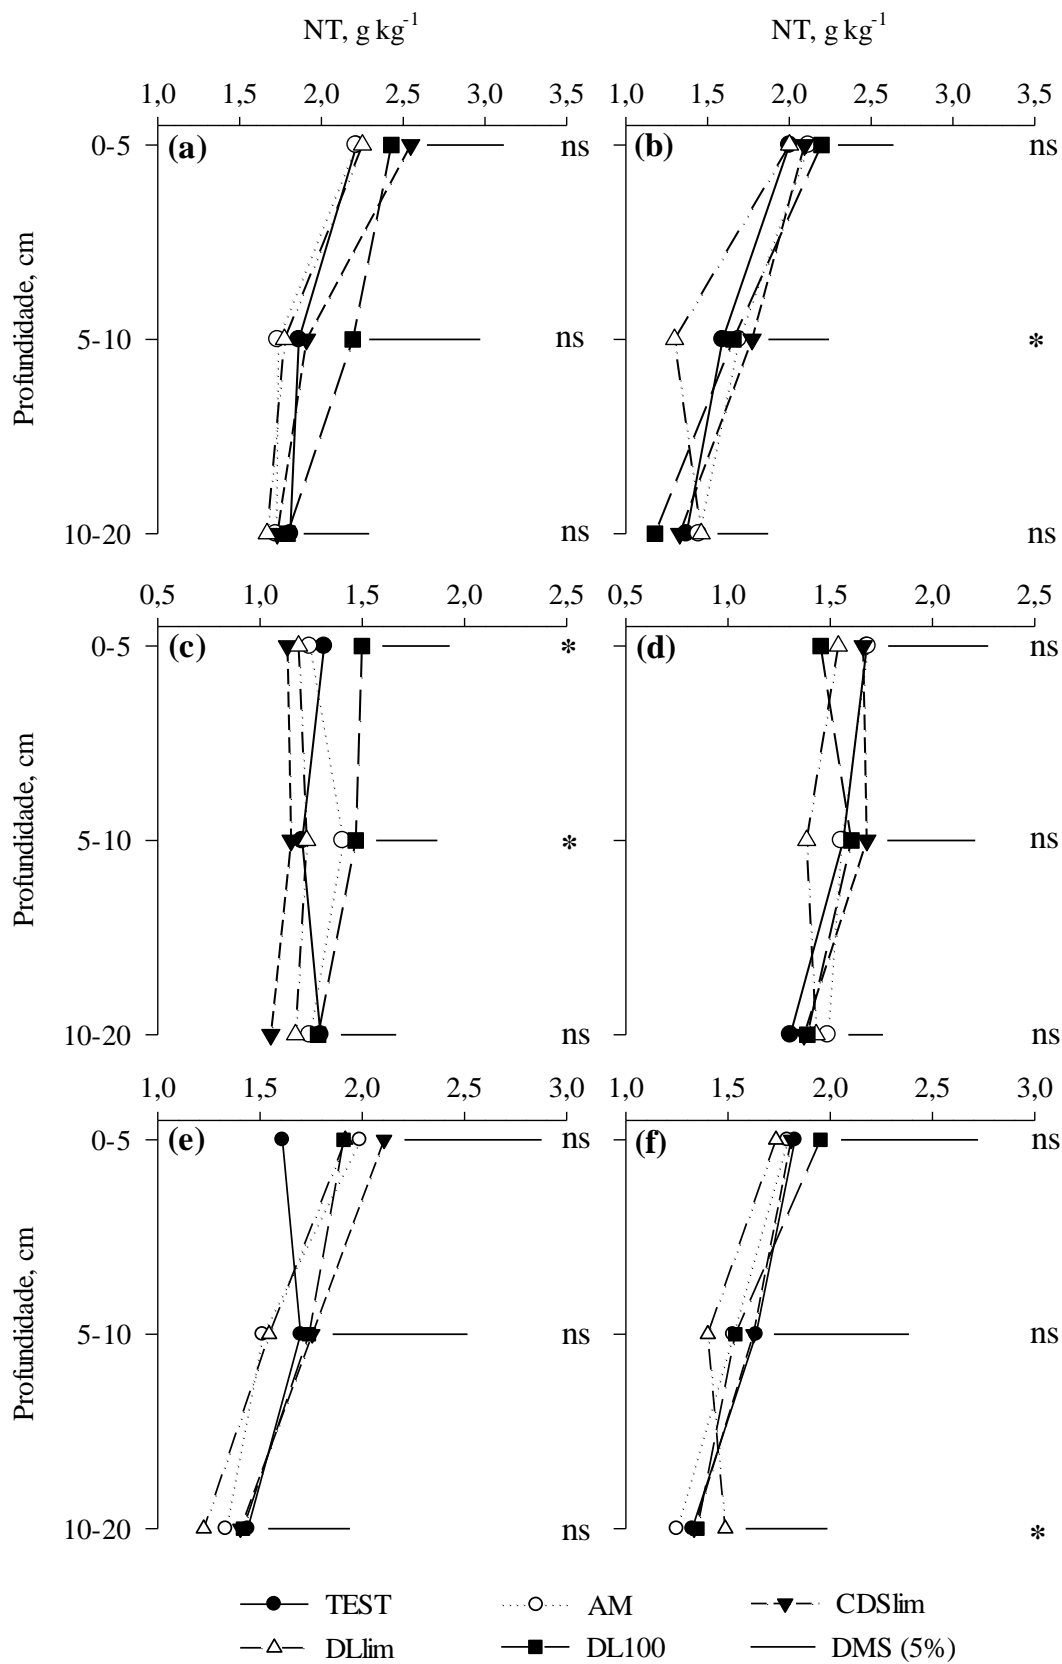 NT, g kg-1 NT, g kg-1
1,0 1,5 2,0 2,5 3,0 3,5 1,0 1,5 2,0 2,5 3,0 3,5
0-5 (a) ns (b) ns
5-10 ns *
10-20 ns ns
Profundidade, cm
0,5 1,0 1,5 2,0 2,5 0,5 1,0 1,5 2,0 2,5
0-5 (c) * (d) ns
5-10 * ns
10-20 ns ns
Profundidade, cm
1,0 1,5 2,0 2,5 3,0 1,0 1,5 2,0 2,5 3,0
0-5 (e) ns (f) ns
5-10 ns ns
10-20 ns *
Profundidade, cm
TEST AM CDSlim
DLlim DL100 DMS (5%)